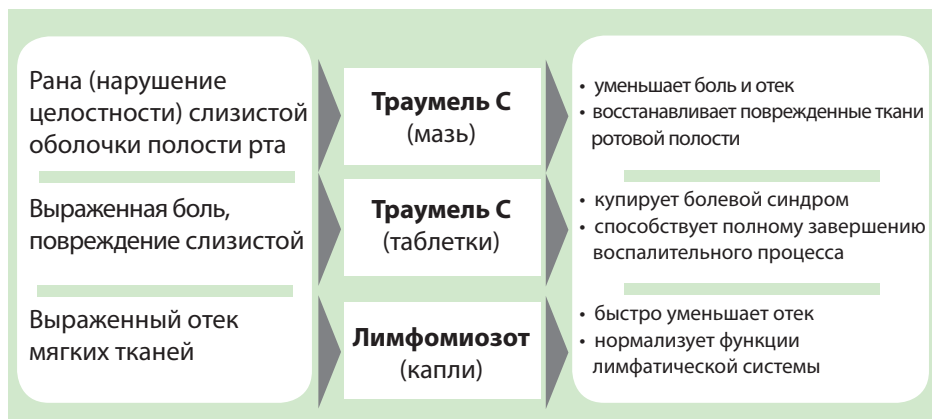 Рана (нарушение
целостности) слизистой
оболочки полости рта
Траумель С
(мазь)
• уменьшает боль и отек
• восстанавливает поврежденные ткани
ротовой полости
Выраженная боль,
повреждение слизистой
Траумель С
(таблетки)
• купирует болевой синдром
• способствует полному завершению
воспалительного процесса
Выраженный отек
мягких тканей
Лимфомиозот
(капли)
• быстро уменьшает отек
• нормализует функции
лимфатической системы